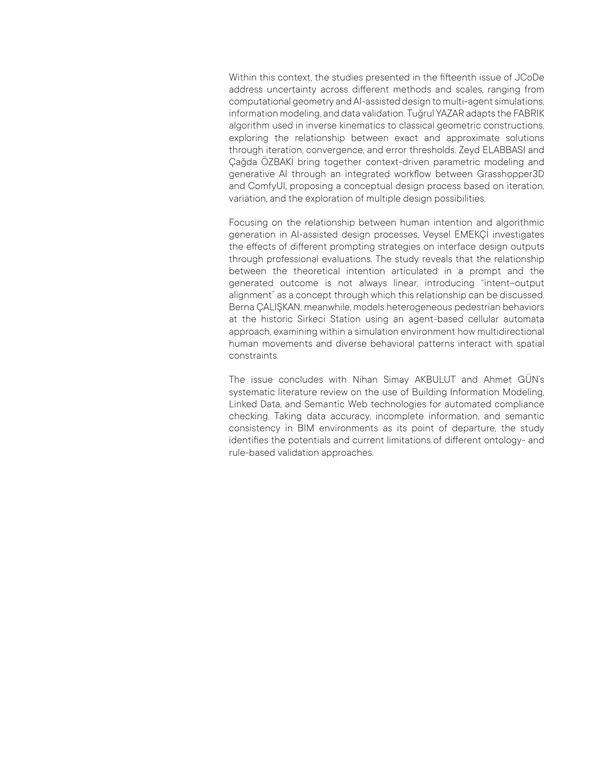 Within this context, the studies presented in the fifteenth issue of JCoDe
address uncertainty across different methods and scales, ranging from
computational geometry and AI-assisted design to multi-agent simulations,
information modeling, and data validation. Tuğrul YAZAR adapts the FABRIK
algorithm used in inverse kinematics to classical geometric constructions,
exploring the relationship between exact and approximate solutions
through iteration, convergence, and error thresholds. Zeyd ELABBASI and
Çağda ÖZBAKİ bring together context-driven parametric modeling and
generative AI through an integrated workflow between Grasshopper3D
and ComfyUI, proposing a conceptual design process based on iteration,
variation, and the exploration of multiple design possibilities.
Focusing on the relationship between human intention and algorithmic
generation in AI-assisted design processes, Veysel EMEKÇİ investigates
the effects of different prompting strategies on interface design outputs
through professional evaluations. The study reveals that the relationship
between the theoretical intention articulated in a prompt and the
generated outcome is not always linear, introducing “intent–output
alignment” as a concept through which this relationship can be discussed.
Berna ÇALIŞKAN, meanwhile, models heterogeneous pedestrian behaviors
at the historic Sirkeci Station using an agent-based cellular automata
approach, examining within a simulation environment how multidirectional
human movements and diverse behavioral patterns interact with spatial
constraints.
The issue concludes with Nihan Simay AKBULUT and Ahmet GÜN’s
systematic literature review on the use of Building Information Modeling,
Linked Data, and Semantic Web technologies for automated compliance
checking. Taking data accuracy, incomplete information, and semantic
consistency in BIM environments as its point of departure, the study
identifies the potentials and current limitations of different ontology- and
rule-based validation approaches.